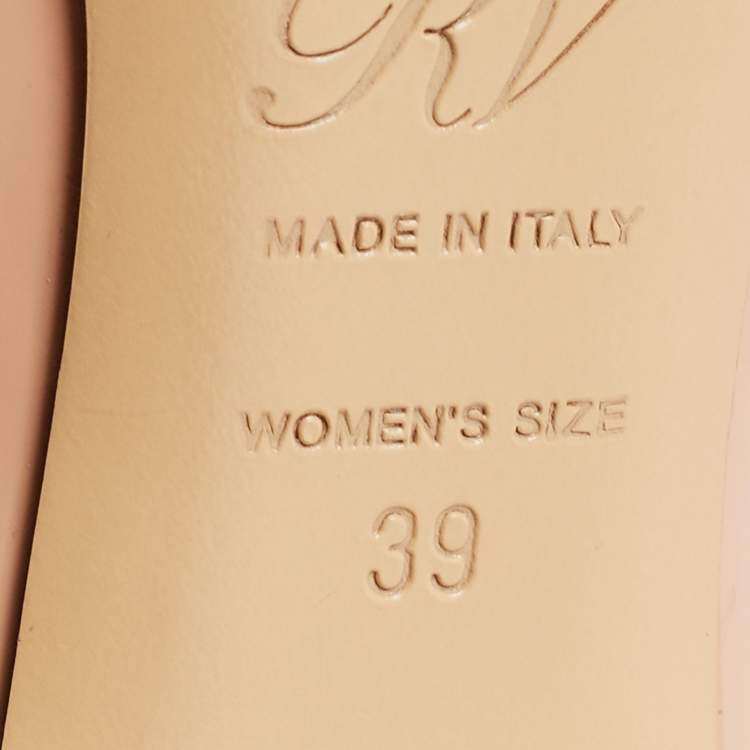 RV
MADE IN ITALY
WOMEN'S SIZE
39